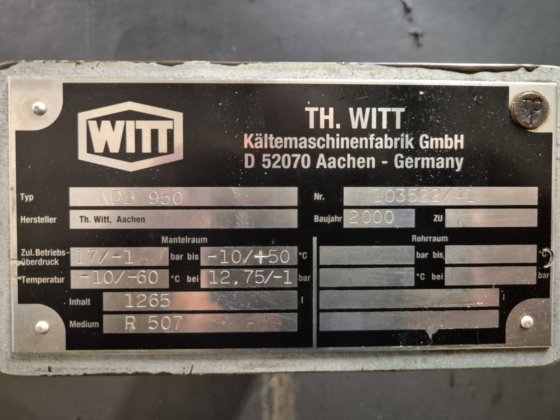 WITT
TH. WITT
Kältemaschinenfabrik GmbH
D 52070 Aachen - Germany
Typ NDB 950 Nr. 103522/41
Hersteller Th. Witt, Aachen Baujahr 2000 ZU
Mantelraum Rohrraum
Zul. Betriebs- 17/-1 bar bis -10/+50 °C bar bis °C
überdruck
Temperatur -10/-60 °C bei 12,75/-1 bar °C bei bar
Inhalt 1265 l l
Medium R 507